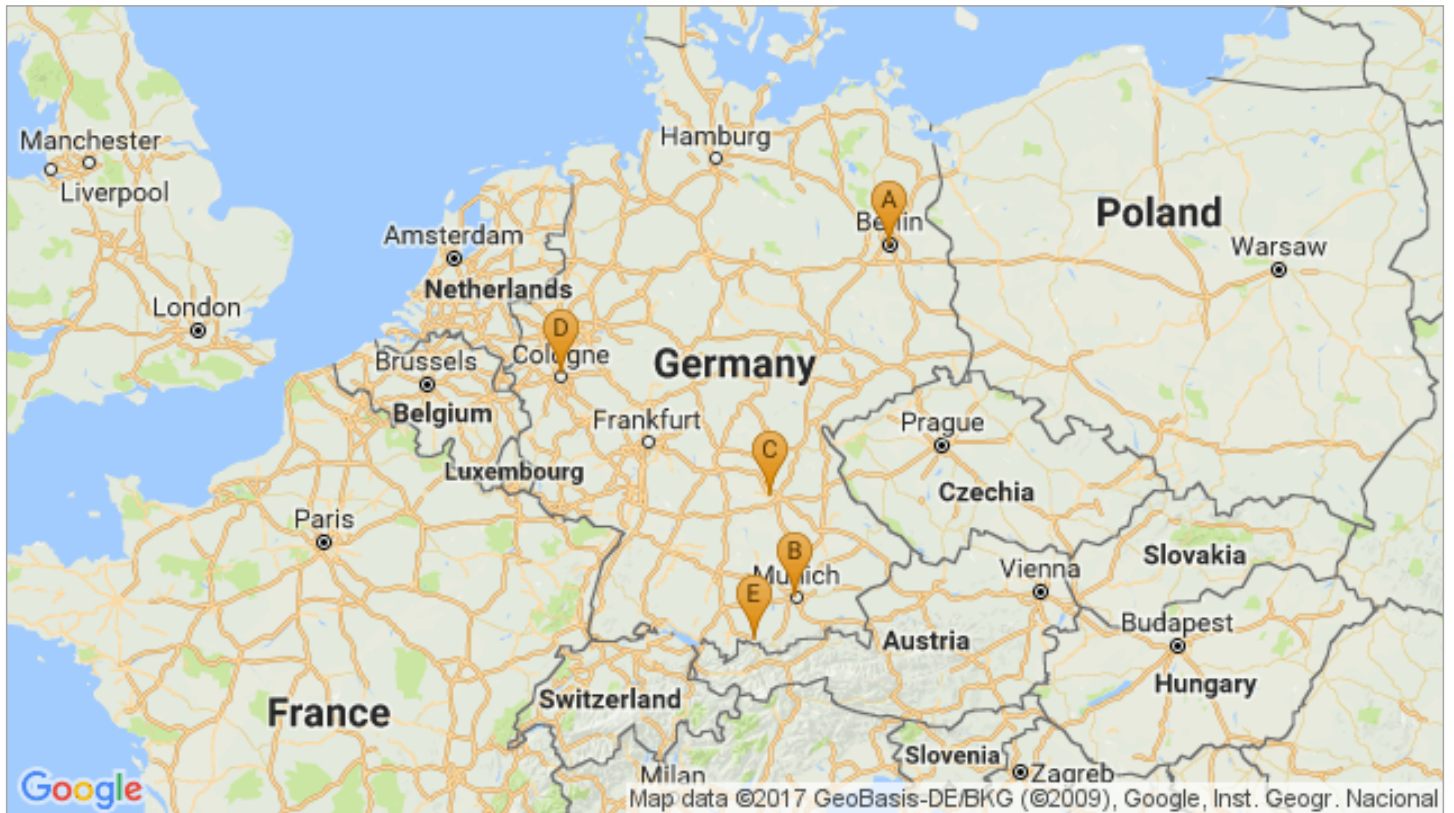 Hamburg
Manchester
Liverpool
A
Berlin
Poland
Amsterdam
Warsaw
Netherlands
London
D
Brussels
Cologne
Germany
Belgium
Frankfurt
Prague
C
Luxembourg
Czechia
Paris
B
Slovakia
Munich
Vienna
E
Budapest
Austria
Hungary
Switzerland
France
Slovenia
Milan
Zagreb
Google
Map data ©2017 GeoBasis-DE/BKG (©2009), Google, Inst. Geogr. Nacional